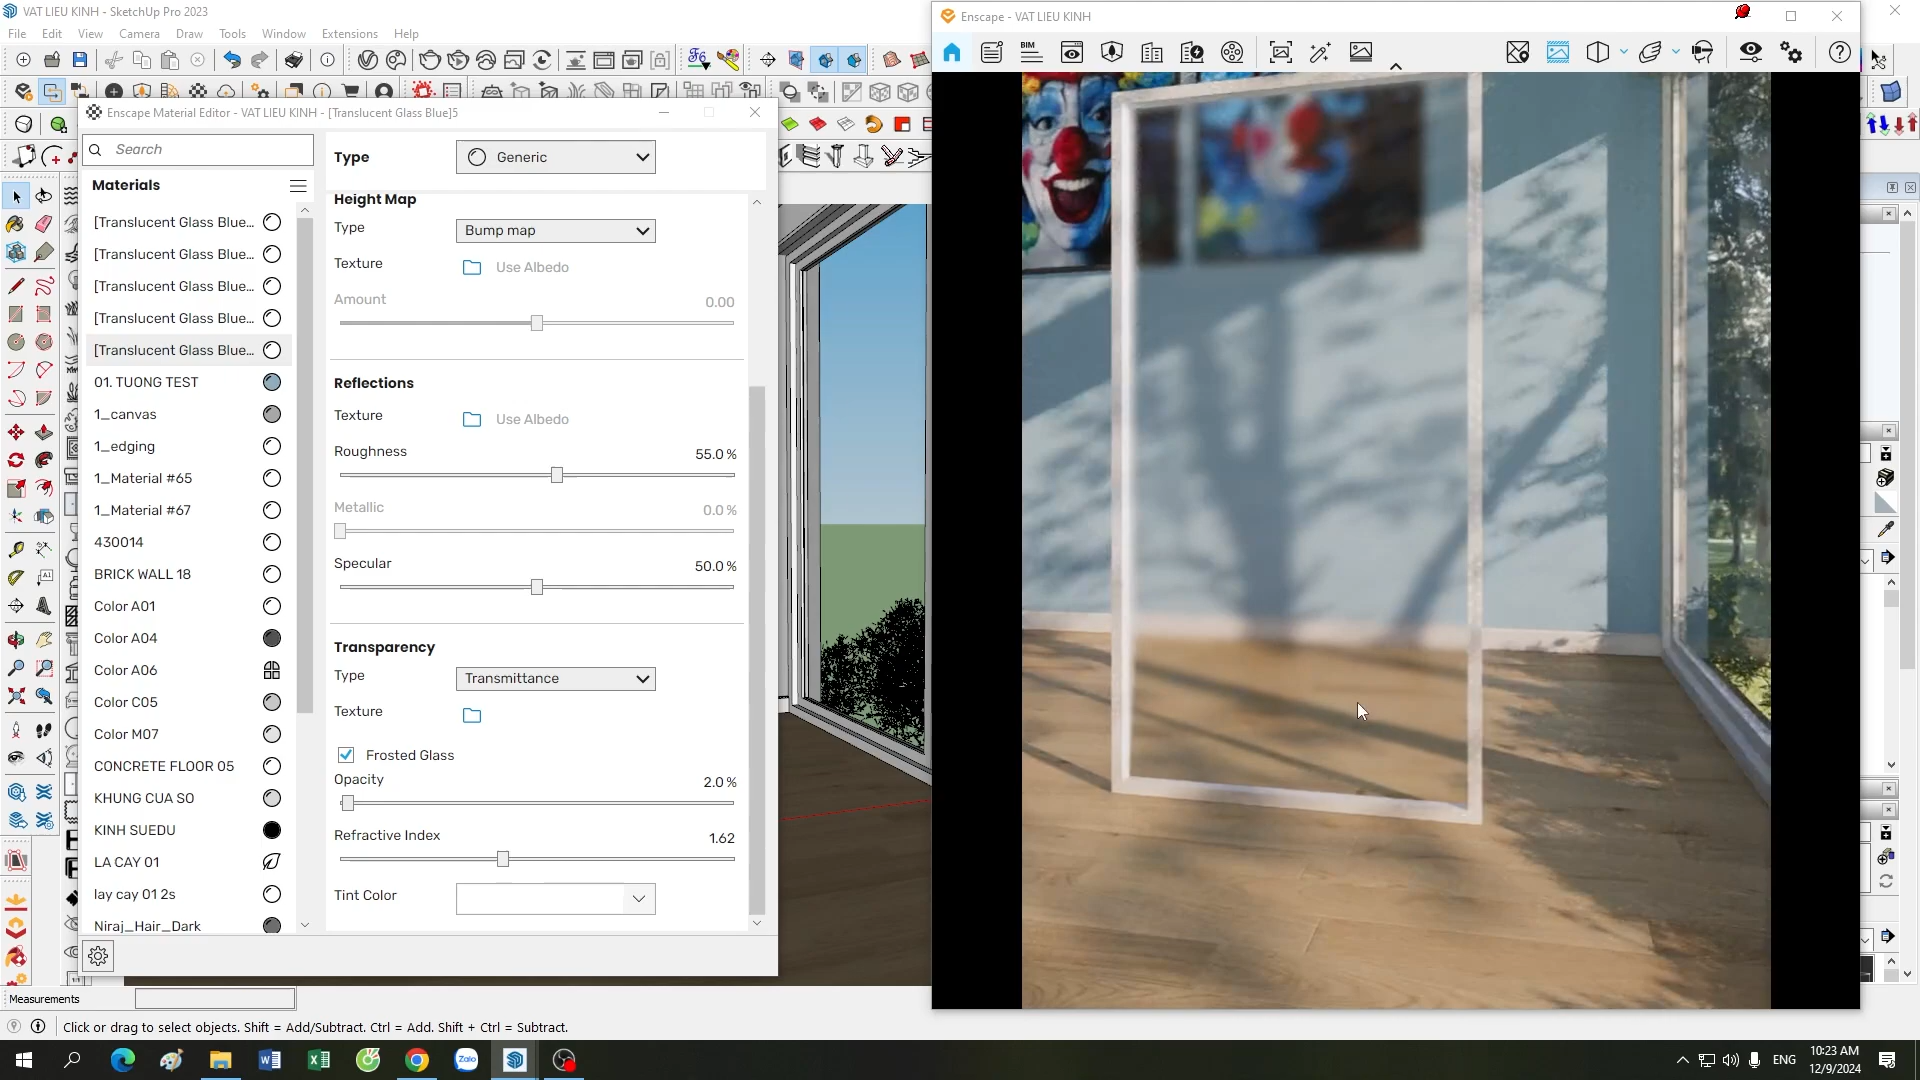 VAT LIEU KINH - SketchUp Pro 2023
File Edit View Camera Draw Tools Window Extensions Help
Enscape - VAT LIEU KINH
BIM
Enscape Material Editor - VAT LIEU KINH - [Translucent Glass Blue]5
Search
Materials
[Translucent Glass Blue...
[Translucent Glass Blue...
[Translucent Glass Blue...
[Translucent Glass Blue...
[Translucent Glass Blue...
01. TUONG TEST
1_canvas
1_edging
1_Material #65
1_Material #67
430014
BRICK WALL 18
Color A01
Color A04
Color A06
Color C05
Color M07
CONCRETE FLOOR 05
KHUNG CUA SO
KINH SUEDU
LA CAY 01
lay cay 01 2s
Niraj_Hair_Dark
Type Generic
Height Map
Type Bump map
Texture Use Albedo
Amount 0.00
Reflections
Texture Use Albedo
Roughness 55.0 %
Metallic 0.0 %
Specular 50.0 %
Transparency
Type Transmittance
Texture
Frosted Glass
Opacity 2.0 %
Refractive Index 1.62
Tint Color
Measurements
Click or drag to select objects. Shift = Add/Subtract. Ctrl = Add. Shift + Ctrl = Subtract.
Zalo
ENG
10:23 AM
12/9/2024